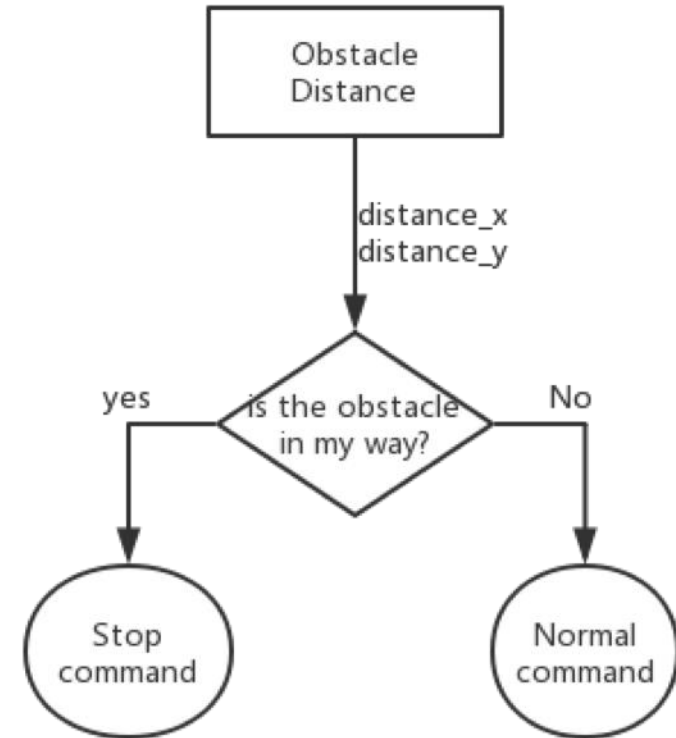 Obstacle
Distance
distance_x
distance_y
yes
No
is the obstacle
in my way?
Stop
command
Normal
command